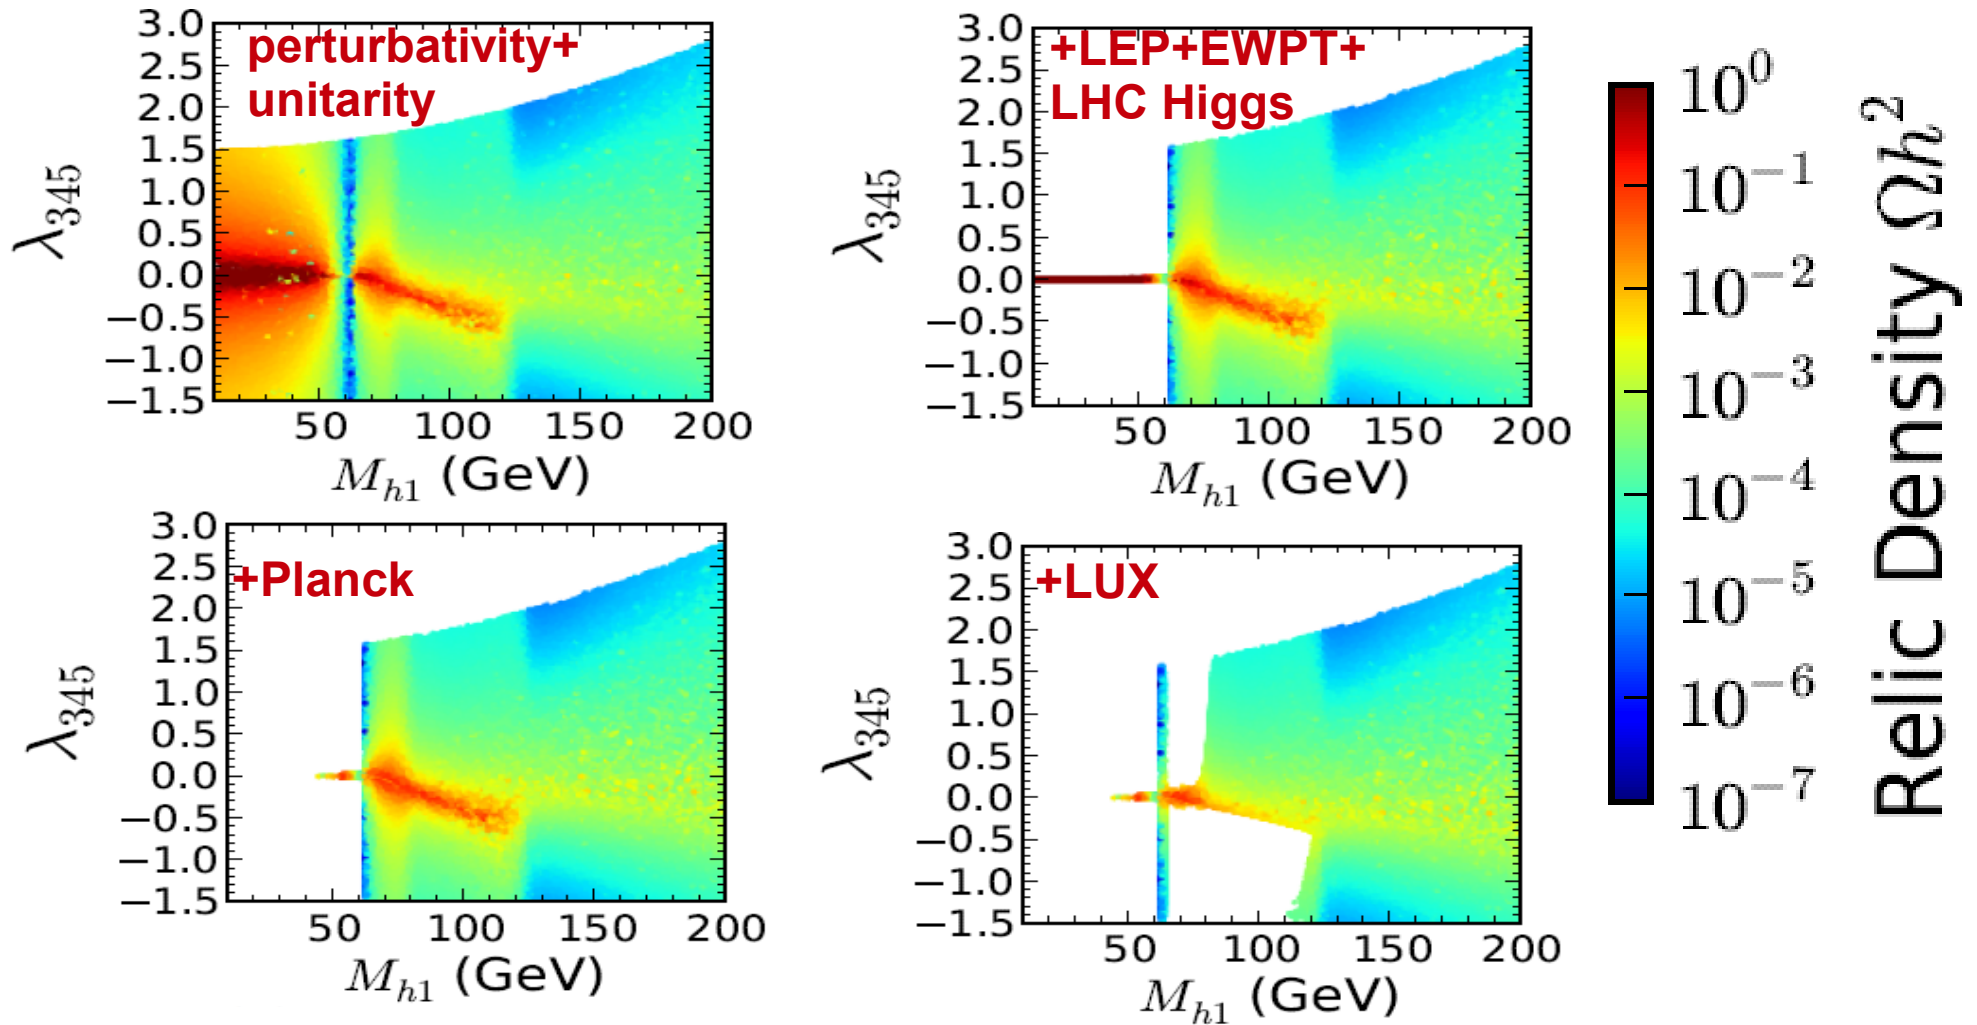 perturbativity+
unitarity
3.0
2.5
2.0
1.5
1.0
0.5
0.0
−0.5
−1.0
−1.5
λ345
50 100 150 200
Mh1 (GeV)
+LEP+EWPT+
LHC Higgs
3.0
2.5
2.0
1.5
1.0
0.5
0.0
−0.5
−1.0
−1.5
λ345
50 100 150 200
Mh1 (GeV)
+Planck
3.0
2.5
2.0
1.5
1.0
0.5
0.0
−0.5
−1.0
−1.5
λ345
50 100 150 200
Mh1 (GeV)
+LUX
3.0
2.5
2.0
1.5
1.0
0.5
0.0
−0.5
−1.0
−1.5
λ345
50 100 150 200
Mh1 (GeV)
10^0
10^−1
10^−2
10^−3
10^−4
10^−5
10^−6
10^−7
Relic Density Ωh²